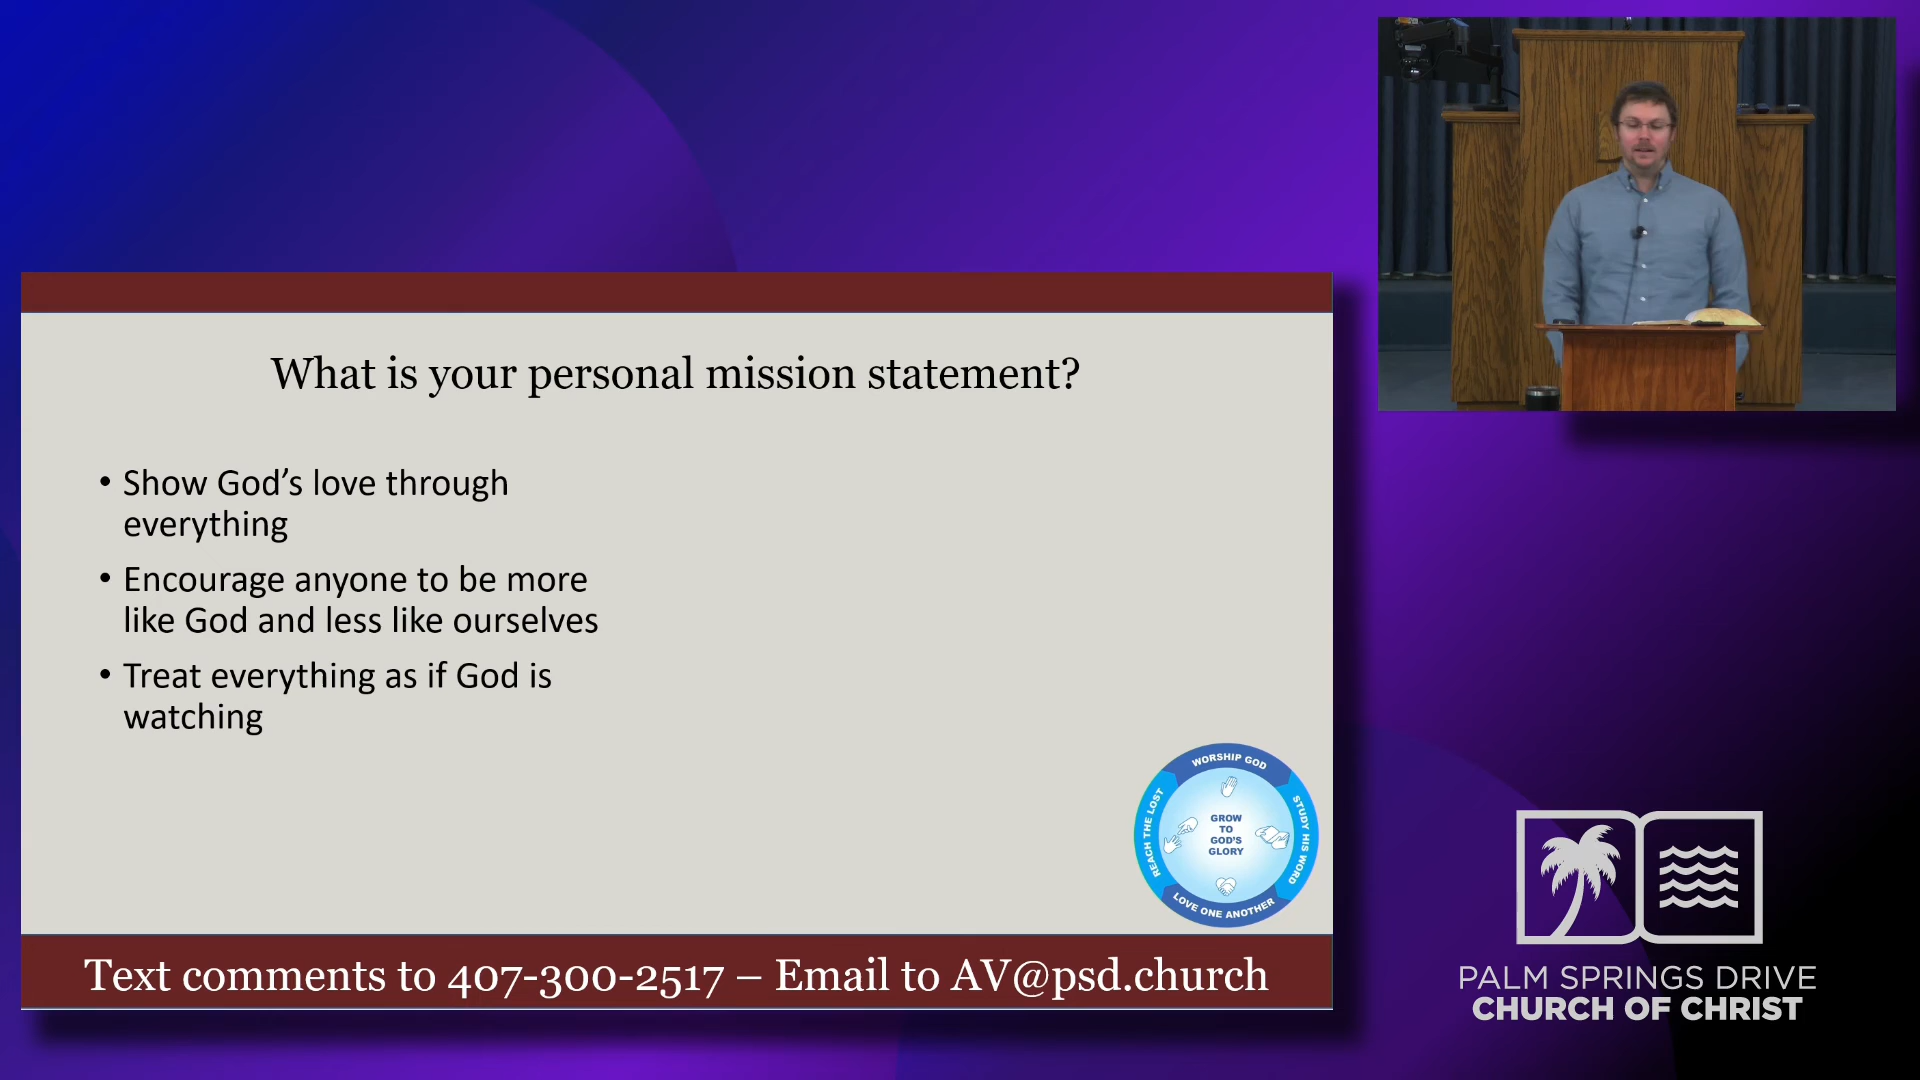 What is your personal mission statement?
• Show God’s love through
everything
• Encourage anyone to be more
like God and less like ourselves
• Treat everything as if God is
watching
WORSHIP GOD
STUDY HIS WORD
LOVE ONE ANOTHER
REACH THE LOST
GROW
TO
GOD'S
GLORY
Text comments to 407-300-2517 – Email to AV@psd.church
PALM SPRINGS DRIVE
CHURCH OF CHRIST